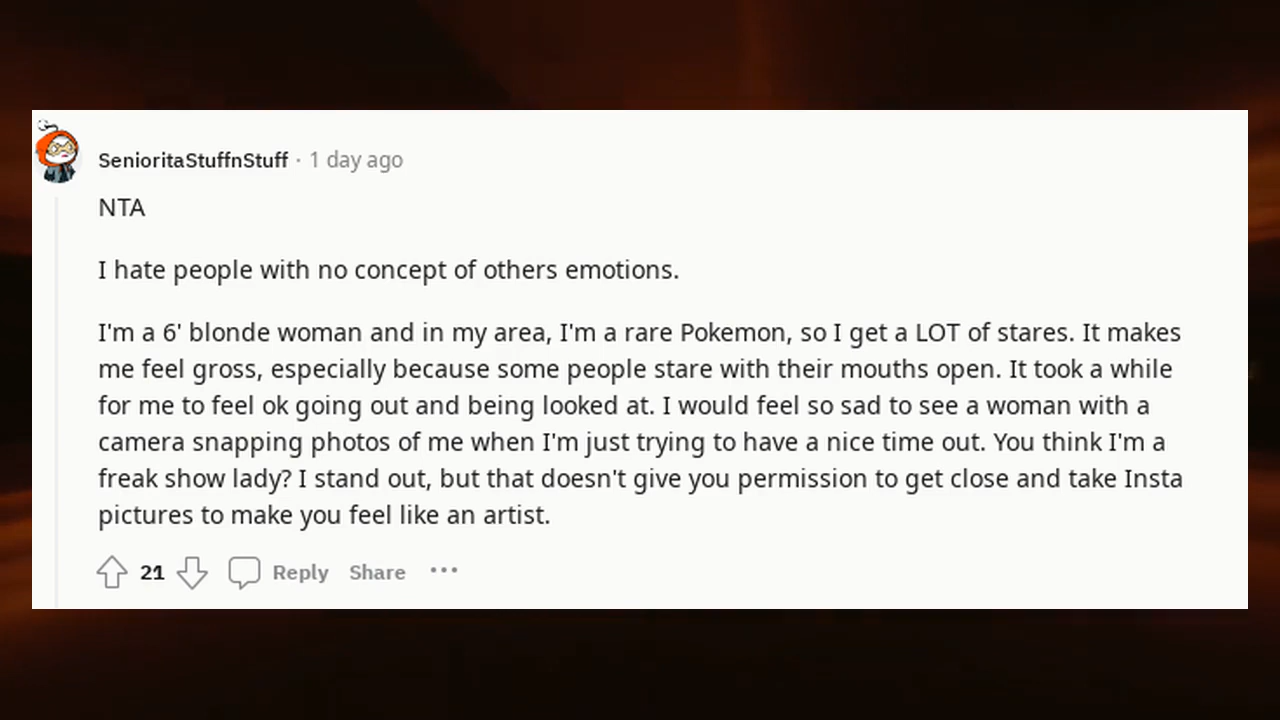 SenioritaStuffnStuff · 1 day ago
NTA
I hate people with no concept of others emotions.
I'm a 6' blonde woman and in my area, I'm a rare Pokemon, so I get a LOT of stares. It makes
me feel gross, especially because some people stare with their mouths open. It took a while
for me to feel ok going out and being looked at. I would feel so sad to see a woman with a
camera snapping photos of me when I'm just trying to have a nice time out. You think I'm a
freak show lady? I stand out, but that doesn't give you permission to get close and take Insta
pictures to make you feel like an artist.
21 Reply Share ···